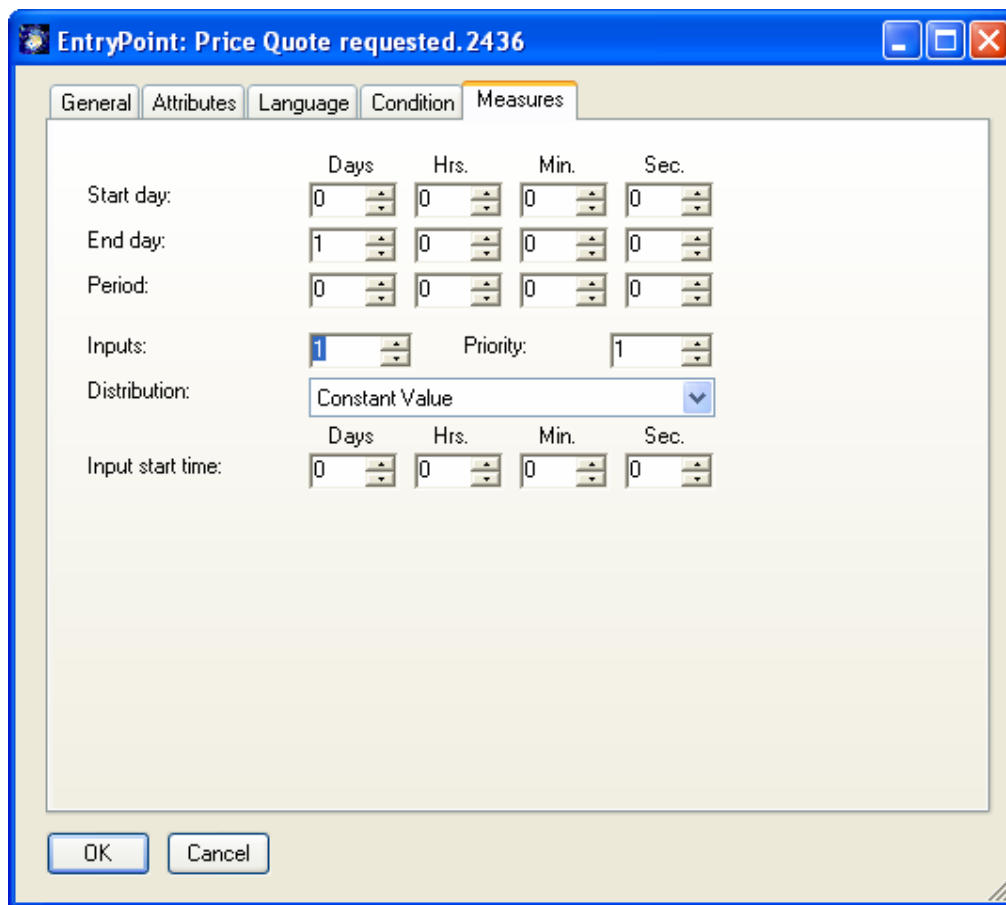 EntryPoint: Price Quote requested.2436
General Attributes Language Condition Measures
Days Hrs. Min. Sec.
Start day: 0 0 0 0
End day: 1 0 0 0
Period: 0 0 0 0
Inputs: 1 Priority: 1
Distribution: Constant Value
Days Hrs. Min. Sec.
Input start time: 0 0 0 0
OK Cancel